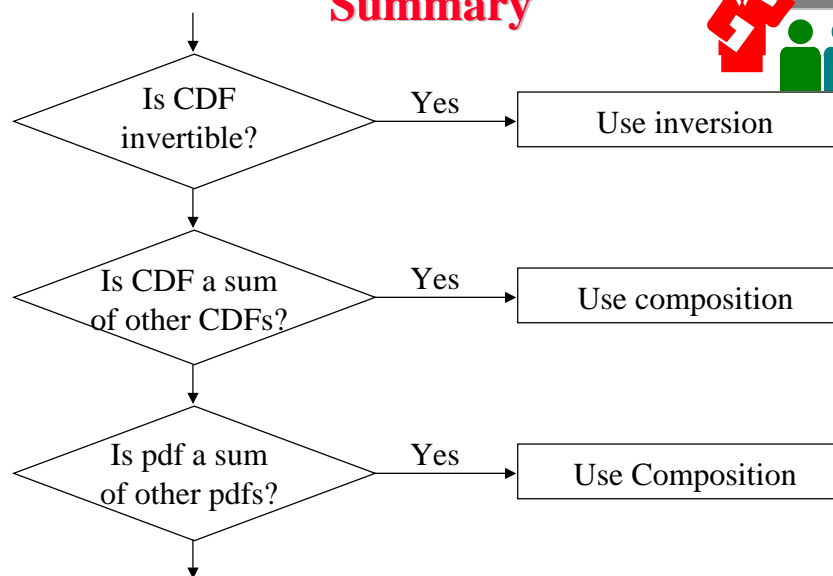 Summary
Is CDF
invertible?
Yes
Use inversion
Is CDF a sum
of other CDFs?
Yes
Use composition
Is pdf a sum
of other pdfs?
Yes
Use Composition